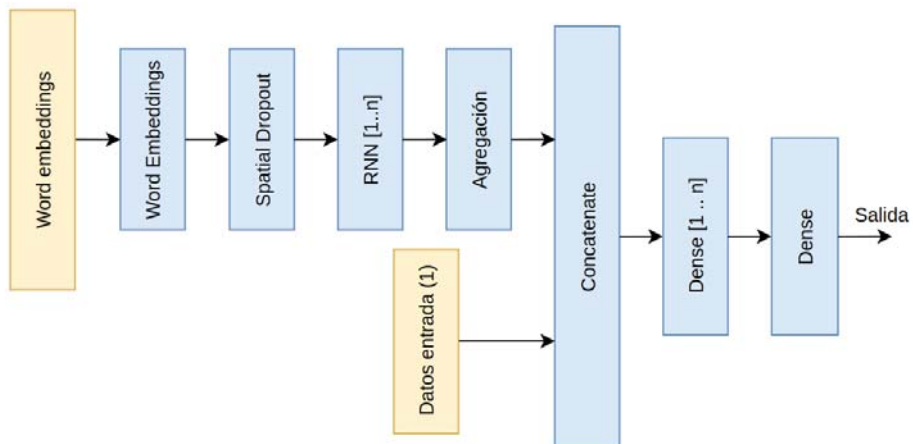 Word embeddings
Word Embeddings
Spatial Dropout
RNN [1..n]
Agregación
Datos entrada (1)
Concatenate
Dense [1 .. n]
Dense
Salida